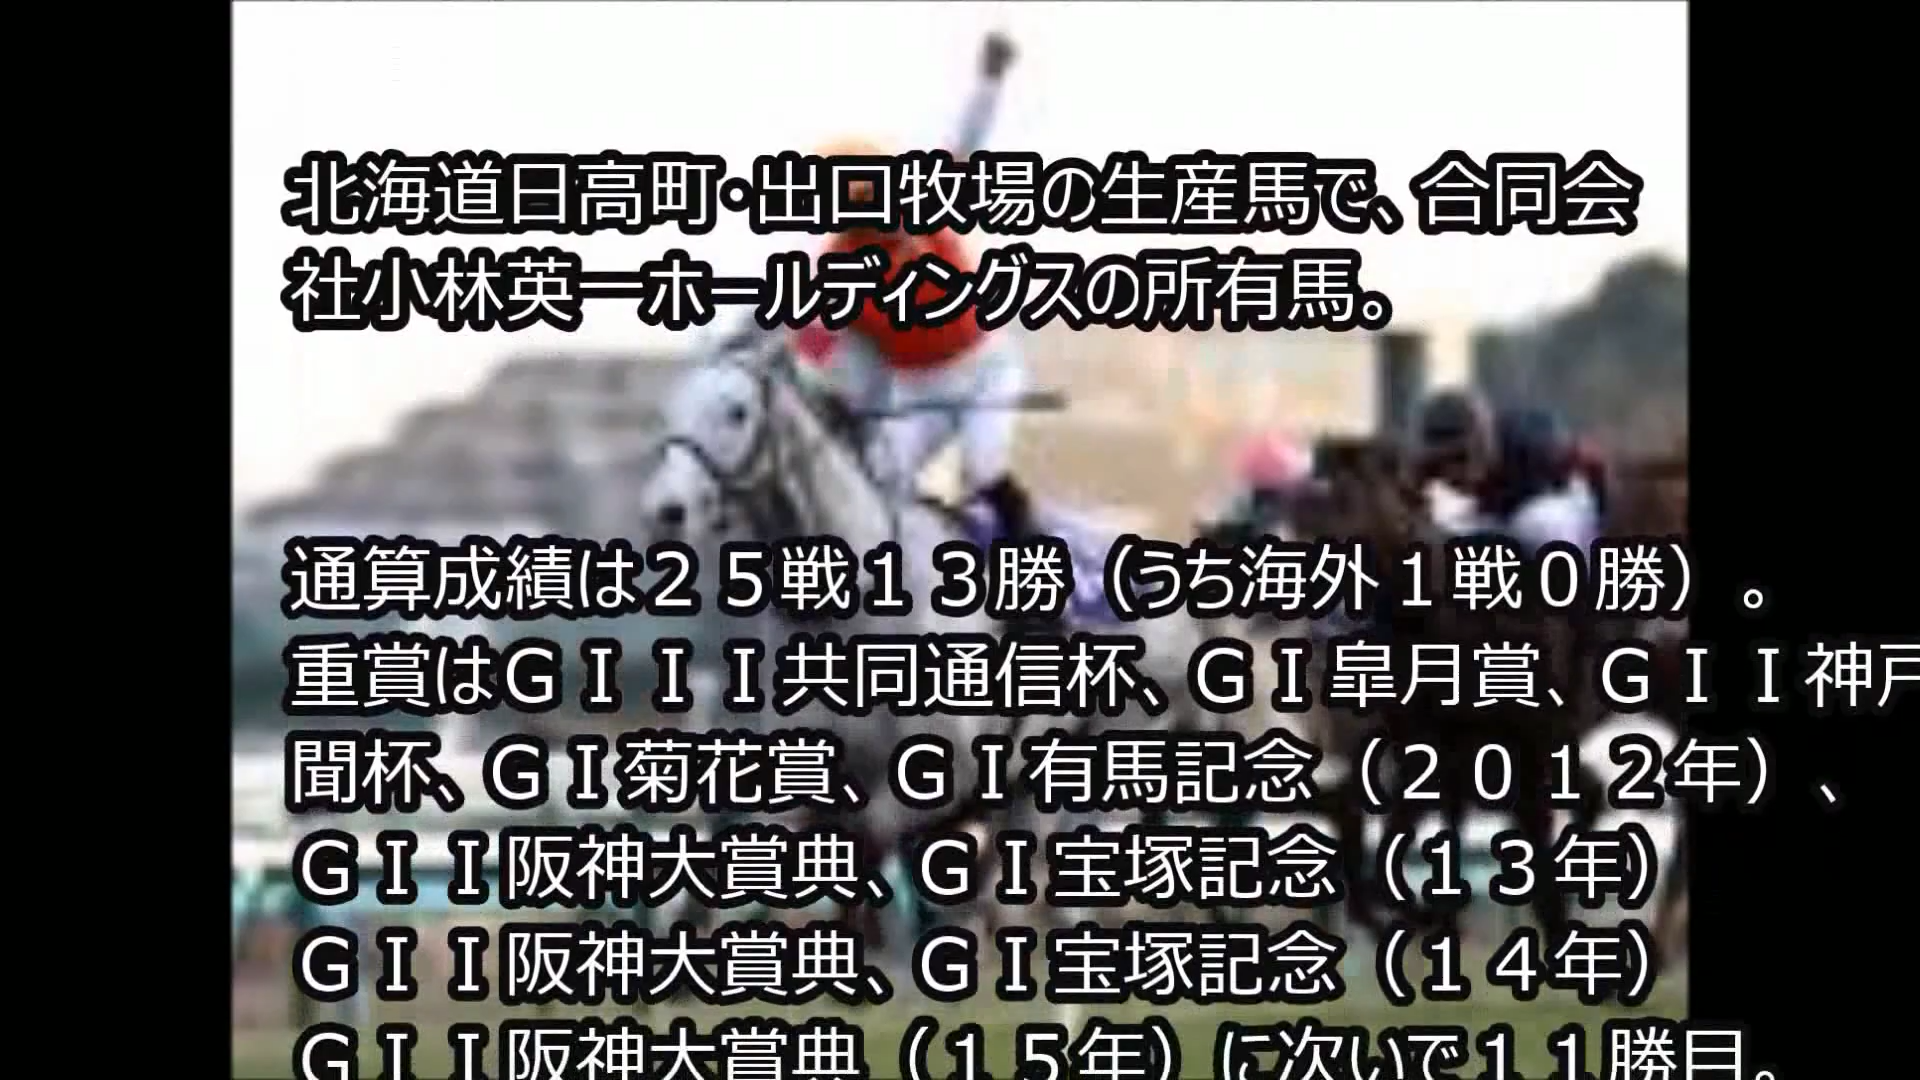 北海道日高町・出口牧場の生産馬で、合同会
社小林英一ホールディングスの所有馬。
通算成績は２５戦１３勝（うち海外１戦０勝）。
重賞はＧＩＩＩ共同通信杯、ＧＩ皐月賞、ＧＩＩ神戸
聞杯、ＧＩ菊花賞、ＧＩ有馬記念（２０１２年）、
ＧＩＩ阪神大賞典、ＧＩ宝塚記念（１３年）
ＧＩＩ阪神大賞典、ＧＩ宝塚記念（１４年）
ＧＩＩ阪神大賞典（１５年）に次いで１１勝目。